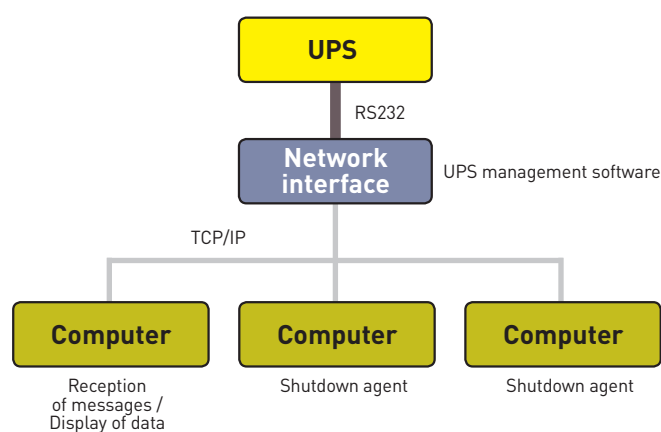 UPS
RS232
Network
interface
UPS management software
TCP/IP
Computer
Computer
Computer
Reception
of messages /
Display of data
Shutdown agent
Shutdown agent